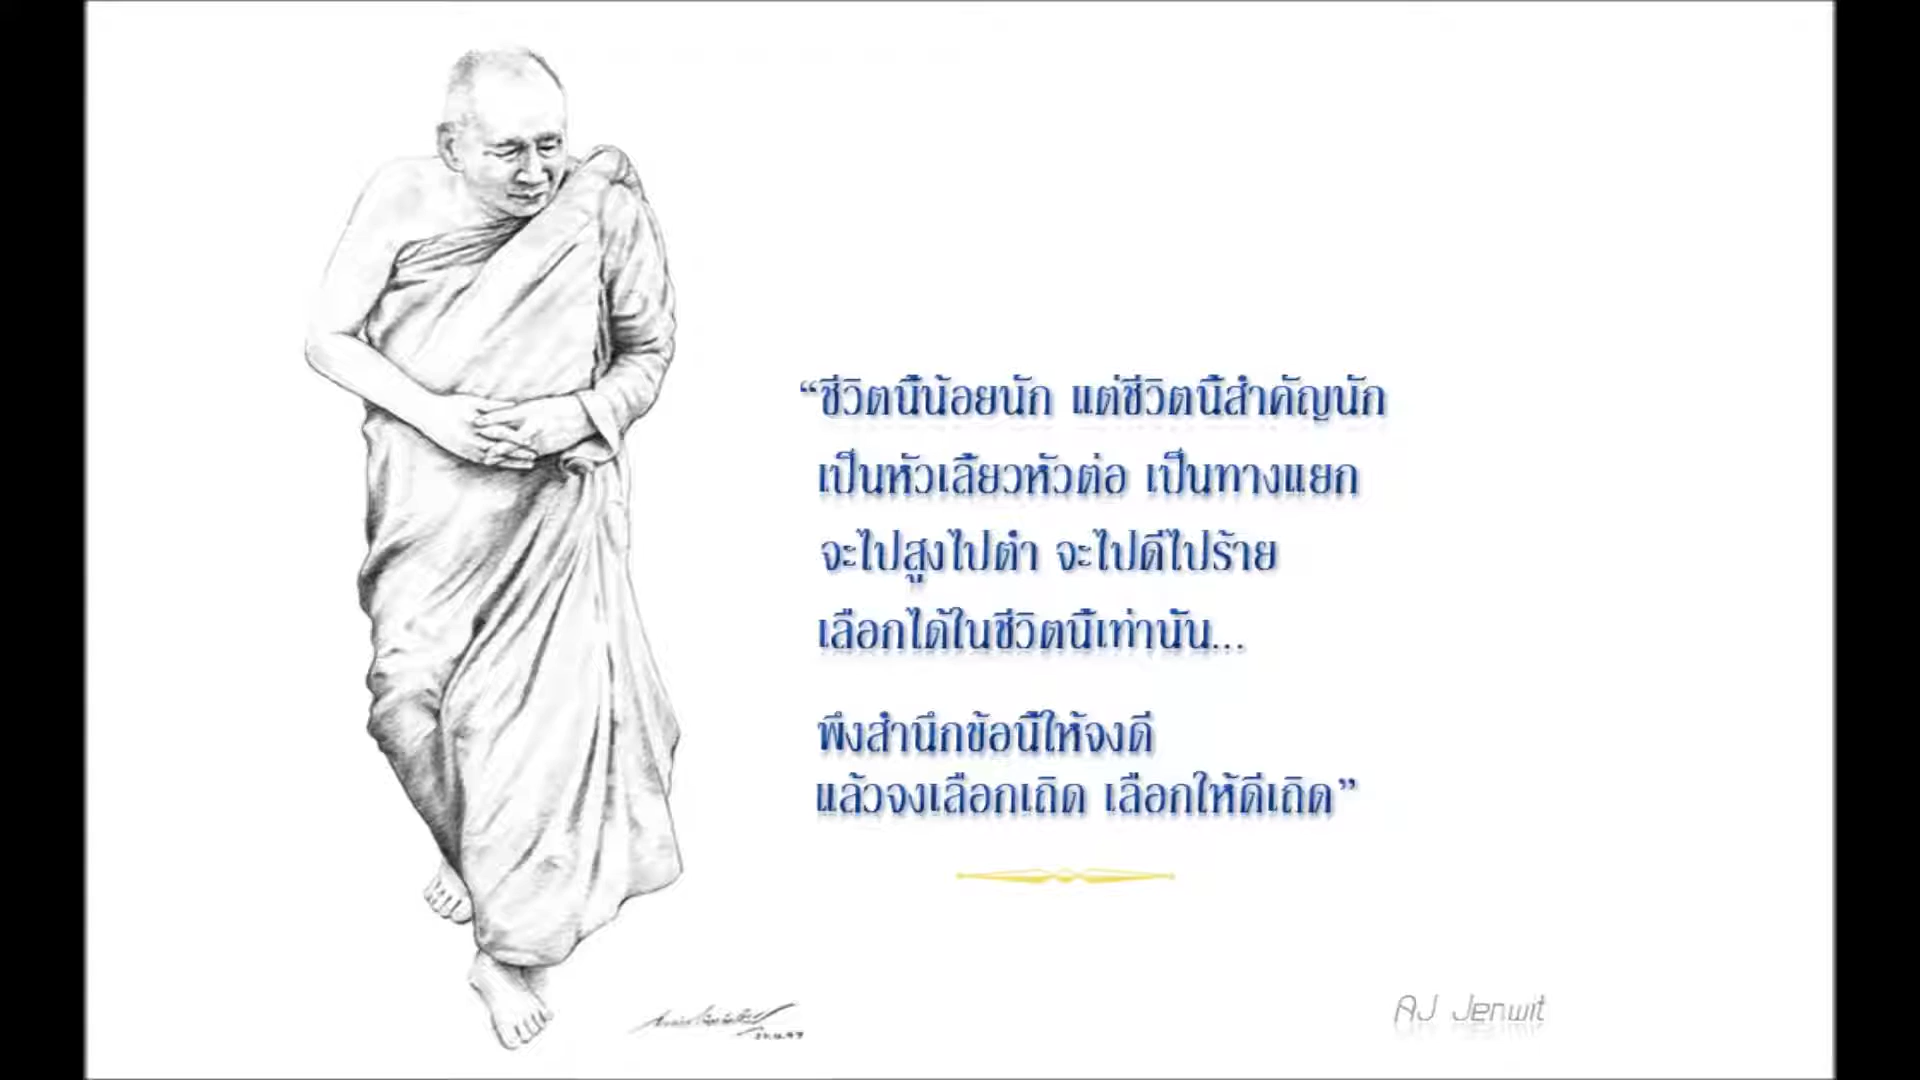 “ชีวิตนี้น้อยนัก แต่ชีวิตนี้สำคัญนัก
เป็นหัวเลี้ยวหัวต่อ เป็นทางแยก
จะไปสูงไปต่ำ จะไปดีไปร้าย
เลือกได้ในชีวิตนี้เท่านั้น...
พึงสำนึกข้อนี้ให้จงดี
แล้วจงเลือกเถิด เลือกให้ดีเถิด”
AJ Jenwit